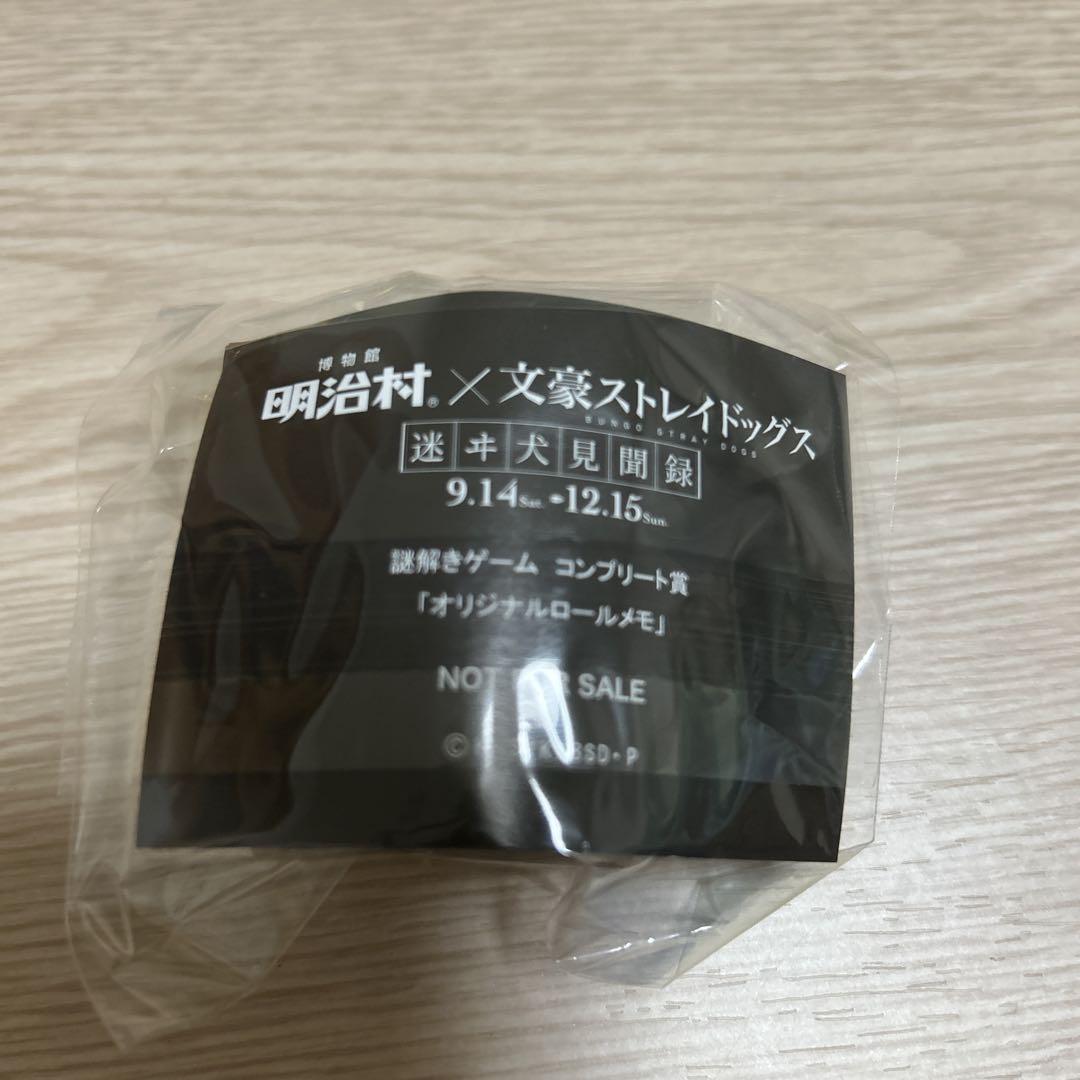 博物館
明治村® × 文豪ストレイドッグス
BUNGO STRAY DOGS
迷ヰ犬見聞録
9.14Sat. - 12.15Sun.
謎解きゲーム コンプリート賞
「オリジナルロールメモ」
NOT SALE
© BSD・P